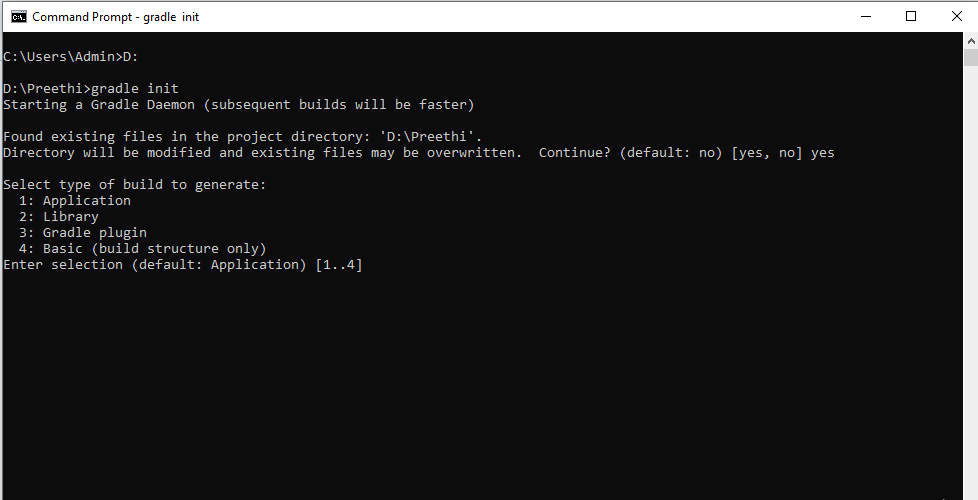 Command Prompt - gradle init
C:\Users\Admin>D:
D:\Preethi>gradle init
Starting a Gradle Daemon (subsequent builds will be faster)
Found existing files in the project directory: 'D:\Preethi'.
Directory will be modified and existing files may be overwritten.  Continue? (default: no) [yes, no] yes
Select type of build to generate:
  1: Application
  2: Library
  3: Gradle plugin
  4: Basic (build structure only)
Enter selection (default: Application) [1..4]